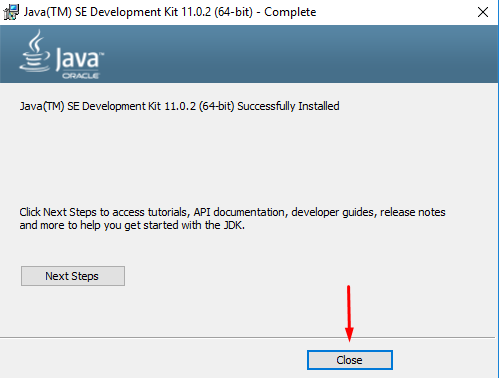 Java(TM) SE Development Kit 11.0.2 (64-bit) - Complete
Java™
ORACLE
Java(TM) SE Development Kit 11.0.2 (64-bit) Successfully Installed
Click Next Steps to access tutorials, API documentation, developer guides, release notes
and more to help you get started with the JDK.
Next Steps
Close